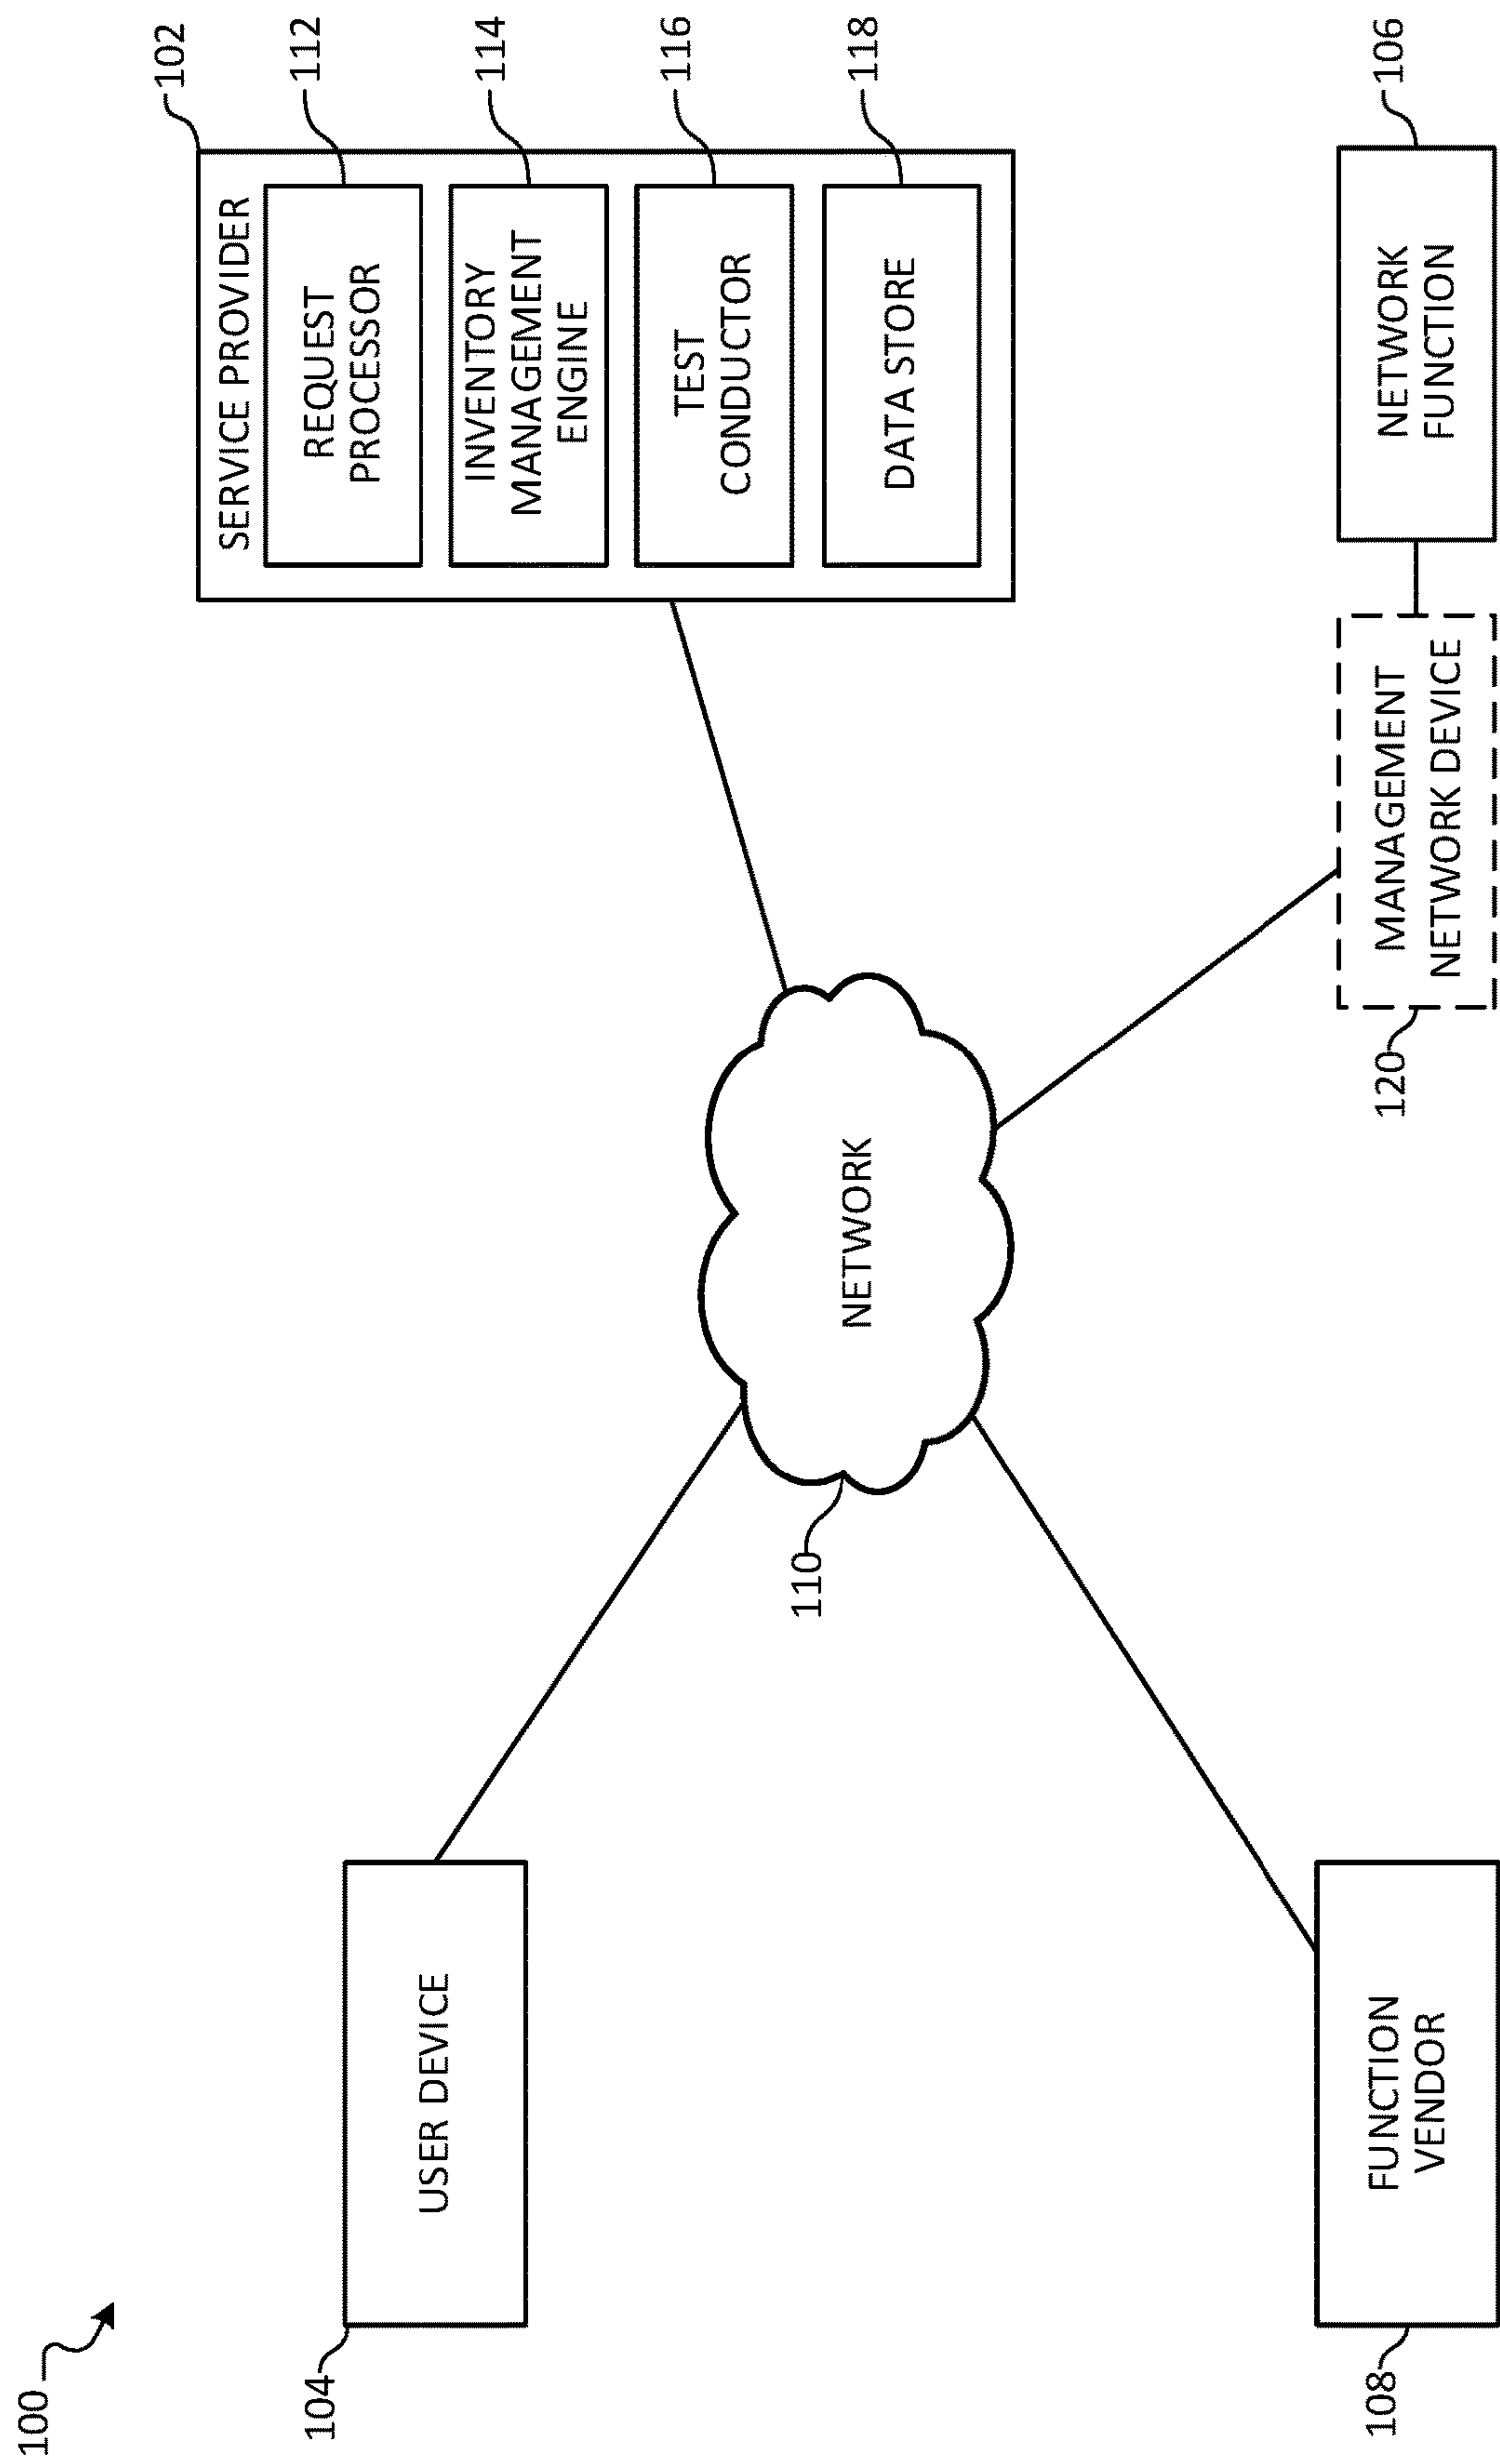 100
102
SERVICE PROVIDER
REQUEST
PROCESSOR
112
INVENTORY
MANAGEMENT
ENGINE
114
TEST
CONDUCTOR
116
DATA STORE
118
104
USER DEVICE
NETWORK
110
108
FUNCTION
VENDOR
120
MANAGEMENT
NETWORK DEVICE
NETWORK
FUNCTION
106